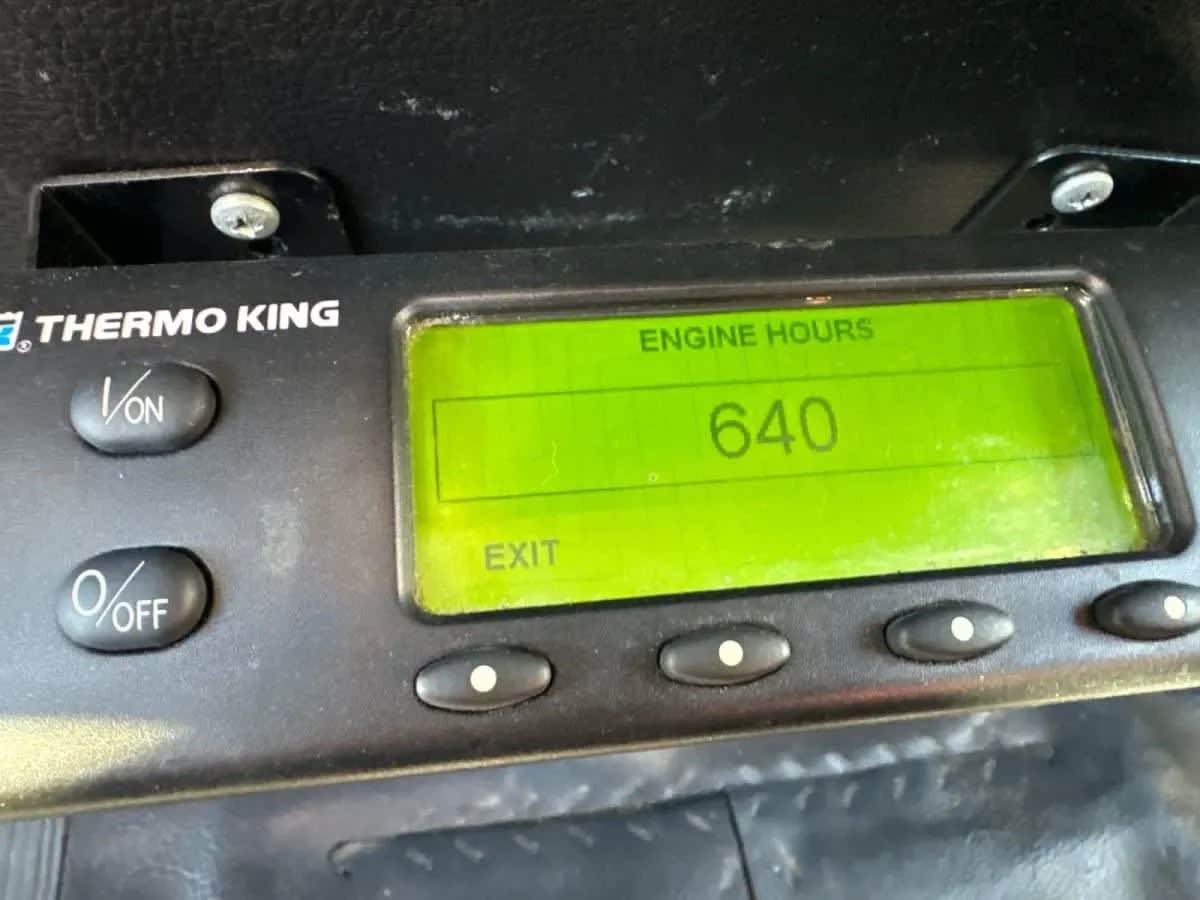 ® THERMO KING
I/ON
O/OFF
ENGINE HOURS
640
EXIT